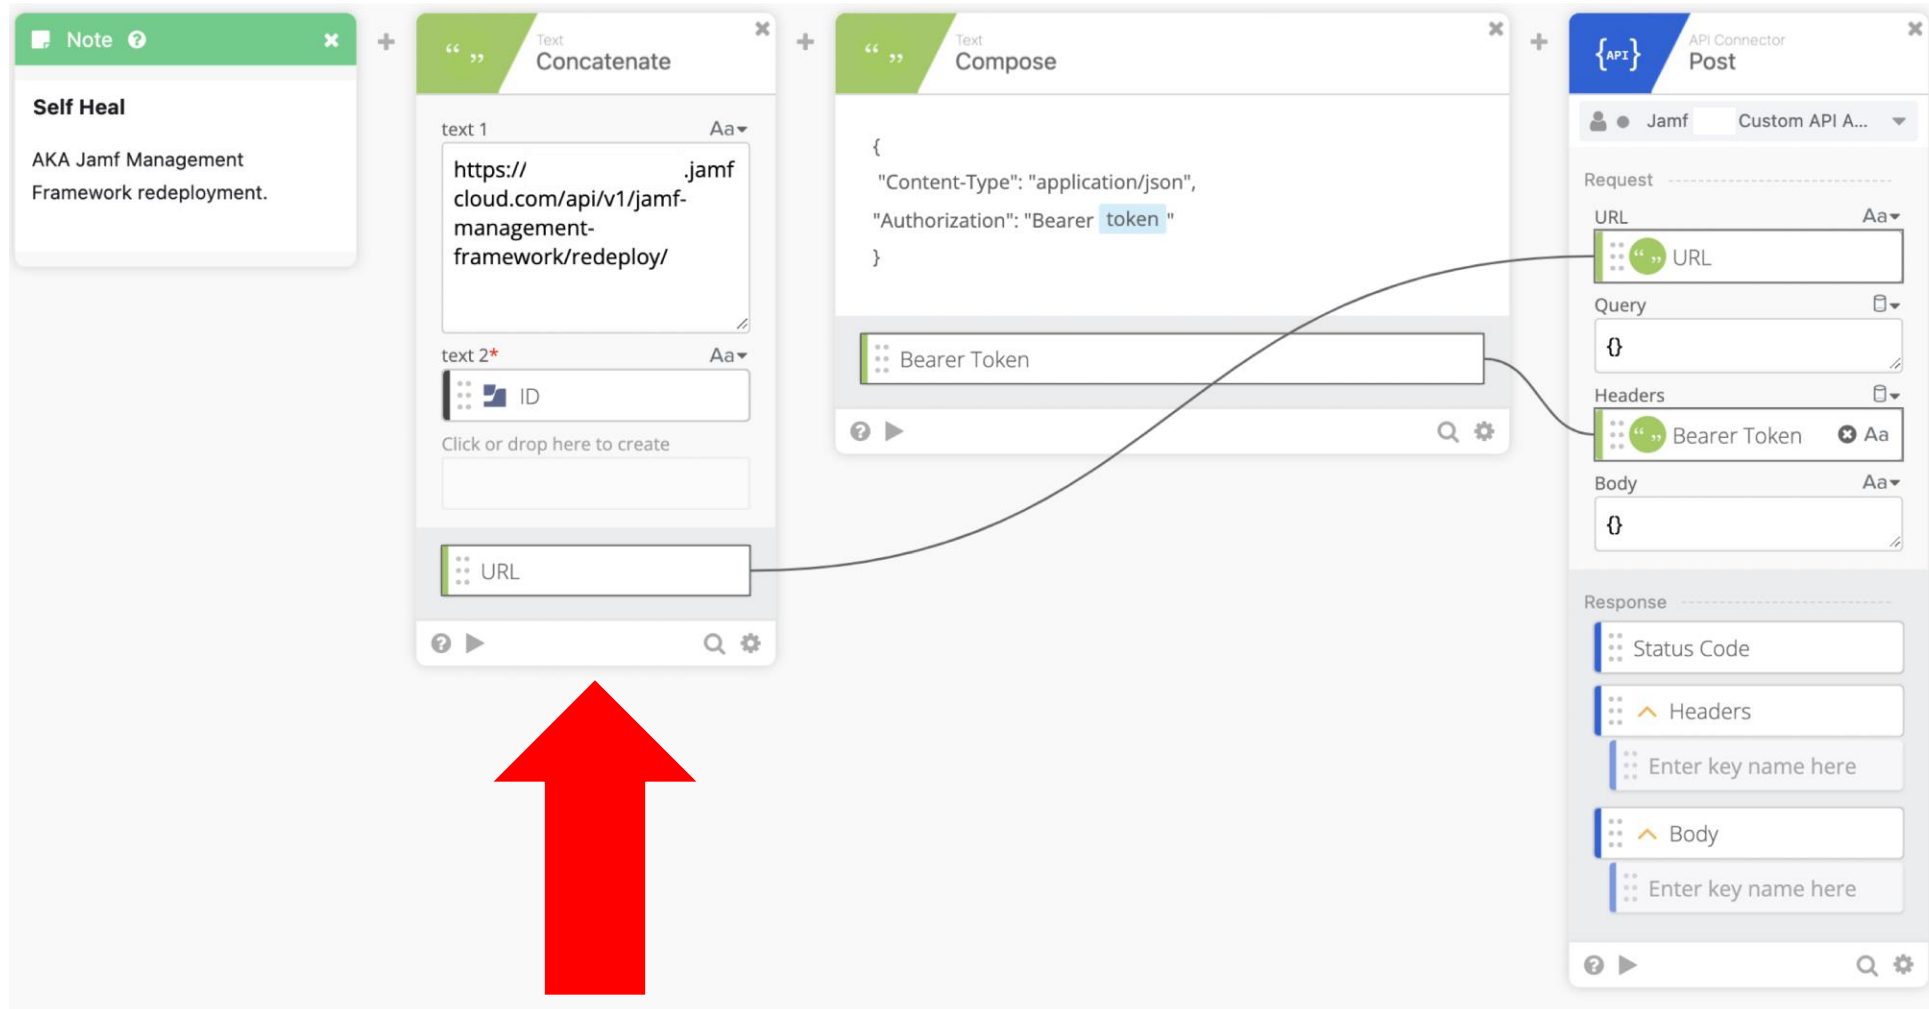 Note
Self Heal
AKA Jamf Management
Framework redeployment.
Text
Concatenate
text 1 Aa
https:// .jamf
cloud.com/api/v1/jamf-
management-
framework/redeploy/
text 2* Aa
ID
Click or drop here to create
URL
Text
Compose
{
"Content-Type": "application/json",
"Authorization": "Bearer token "
}
Bearer Token
{API}
API Connector
Post
Jamf Custom API A...
Request
URL Aa
URL
Query
{}
Headers
Bearer Token Aa
Body Aa
{}
Response
Status Code
Headers
Enter key name here
Body
Enter key name here